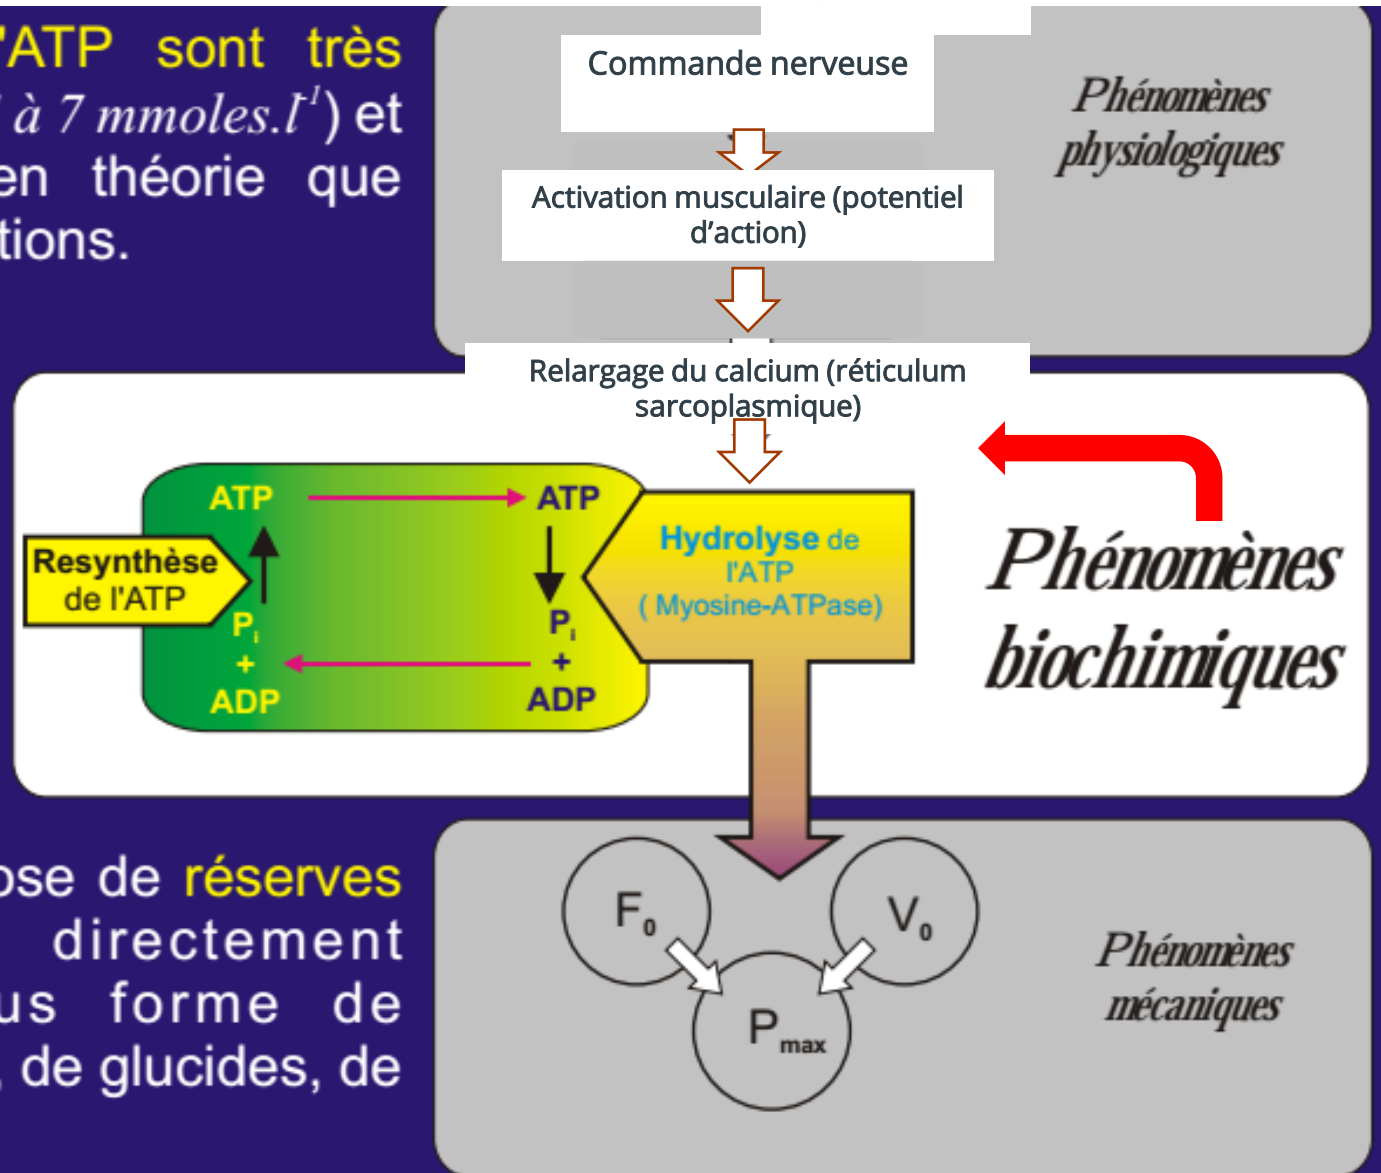 'ATP sont très
à 7 mmoles.l-1) et
en théorie que
tions.
Commande nerveuse
Activation musculaire (potentiel
d'action)
Relargage du calcium (réticulum
sarcoplasmique)
Phénomènes
physiologiques
Resynthèse
de l'ATP
ATP
Pi
+
ADP
ATP
Pi
+
ADP
Hydrolyse de
l'ATP
( Myosine-ATPase)
Phénomènes
biochimiques
ose de réserves
directement
us forme de
, de glucides, de
F0
V0
Pmax
Phénomènes
mécaniques